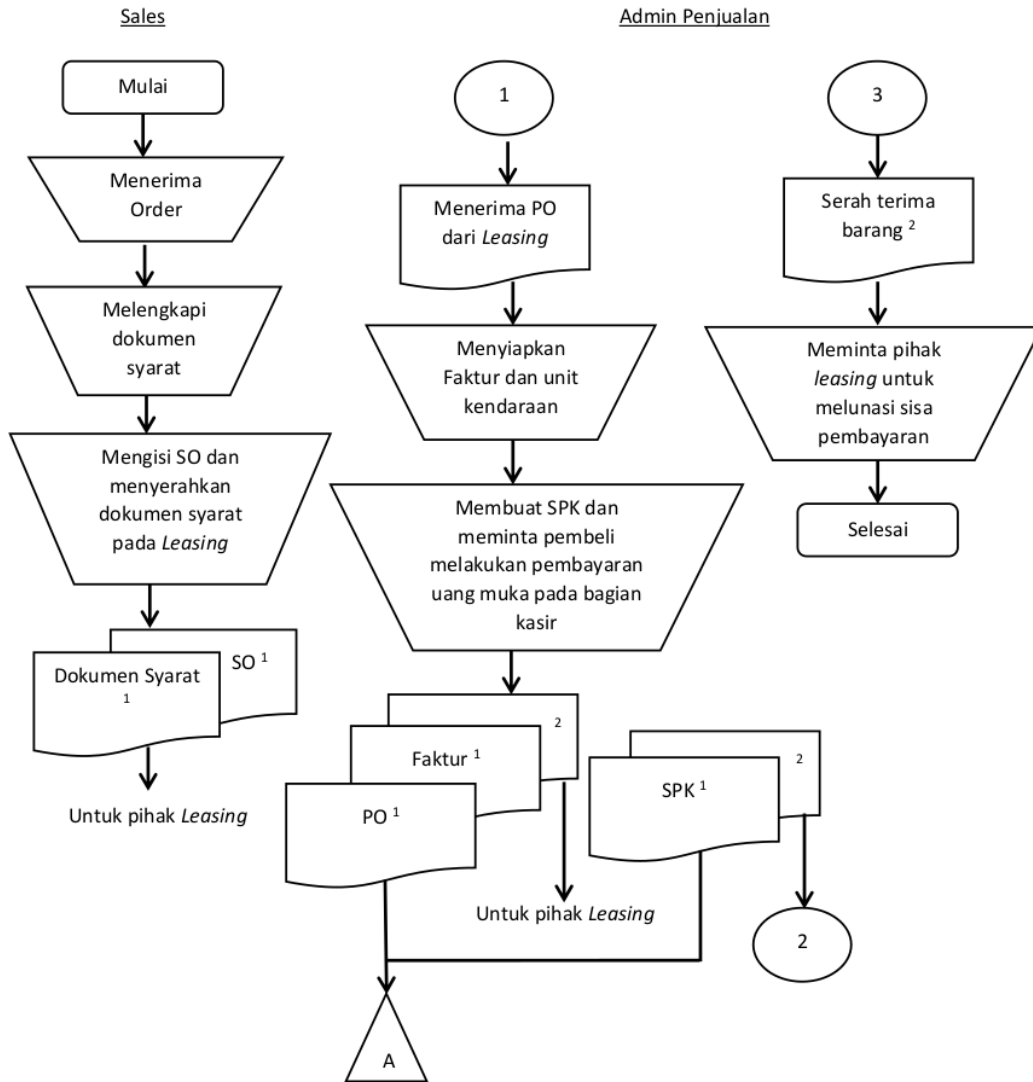 Sales
Mulai
Menerima
Order
Melengkapi
dokumen
syarat
Mengisi SO dan
menyerahkan
dokumen syarat
pada Leasing
SO ¹
Dokumen Syarat
¹
Untuk pihak Leasing
Admin Penjualan
1
Menerima PO
dari Leasing
Menyiapkan
Faktur dan unit
kendaraan
Membuat SPK dan
meminta pembeli
melakukan pembayaran
uang muka pada bagian
kasir
²
Faktur ¹
PO ¹
Untuk pihak Leasing
²
SPK ¹
2
A
3
Serah terima
barang ²
Meminta pihak
leasing untuk
melunasi sisa
pembayaran
Selesai